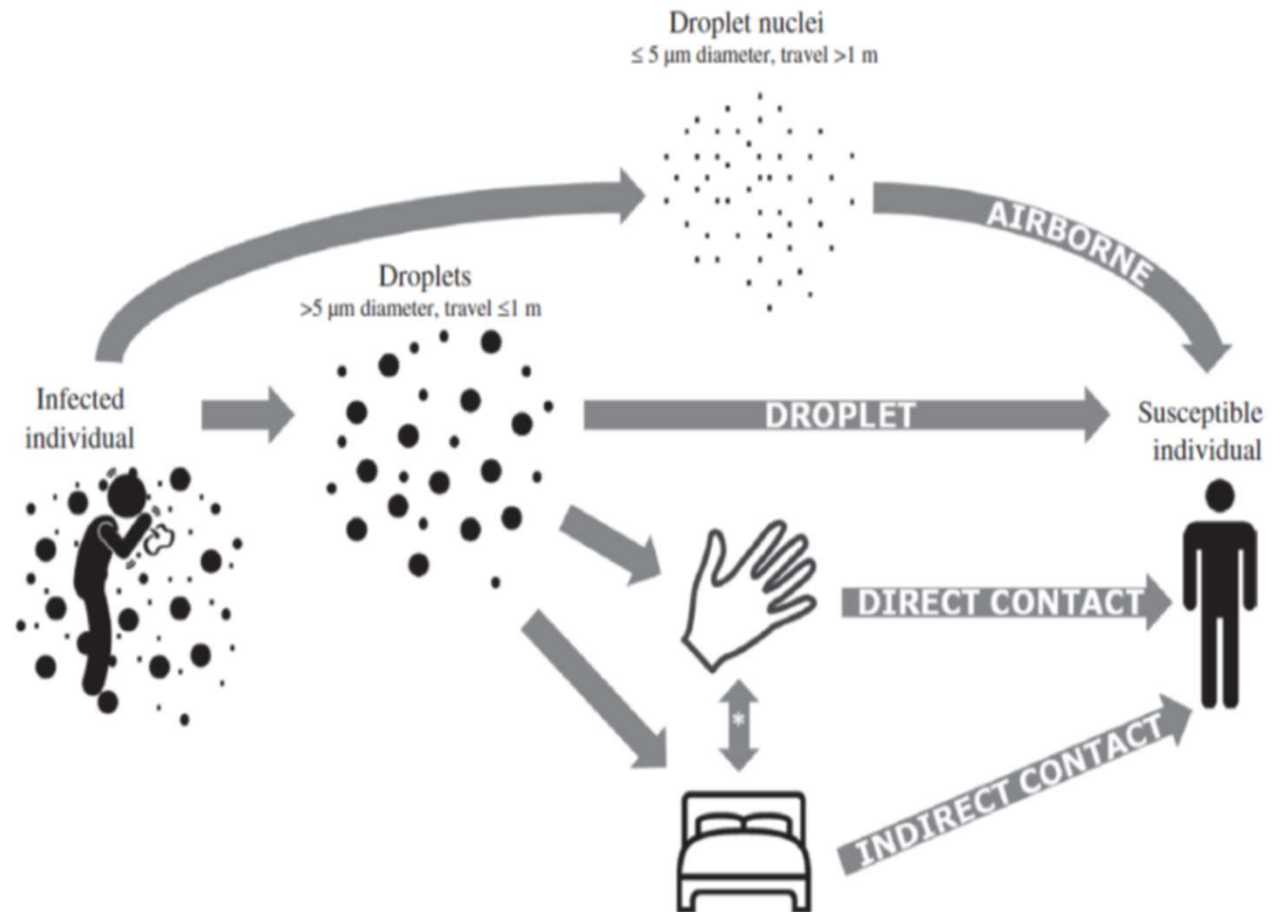 Droplet nuclei
≤ 5 µm diameter, travel >1 m
AIRBORNE
Droplets
>5 µm diameter, travel ≤1 m
Infected
individual
DROPLET
Susceptible
individual
DIRECT CONTACT
*
INDIRECT CONTACT